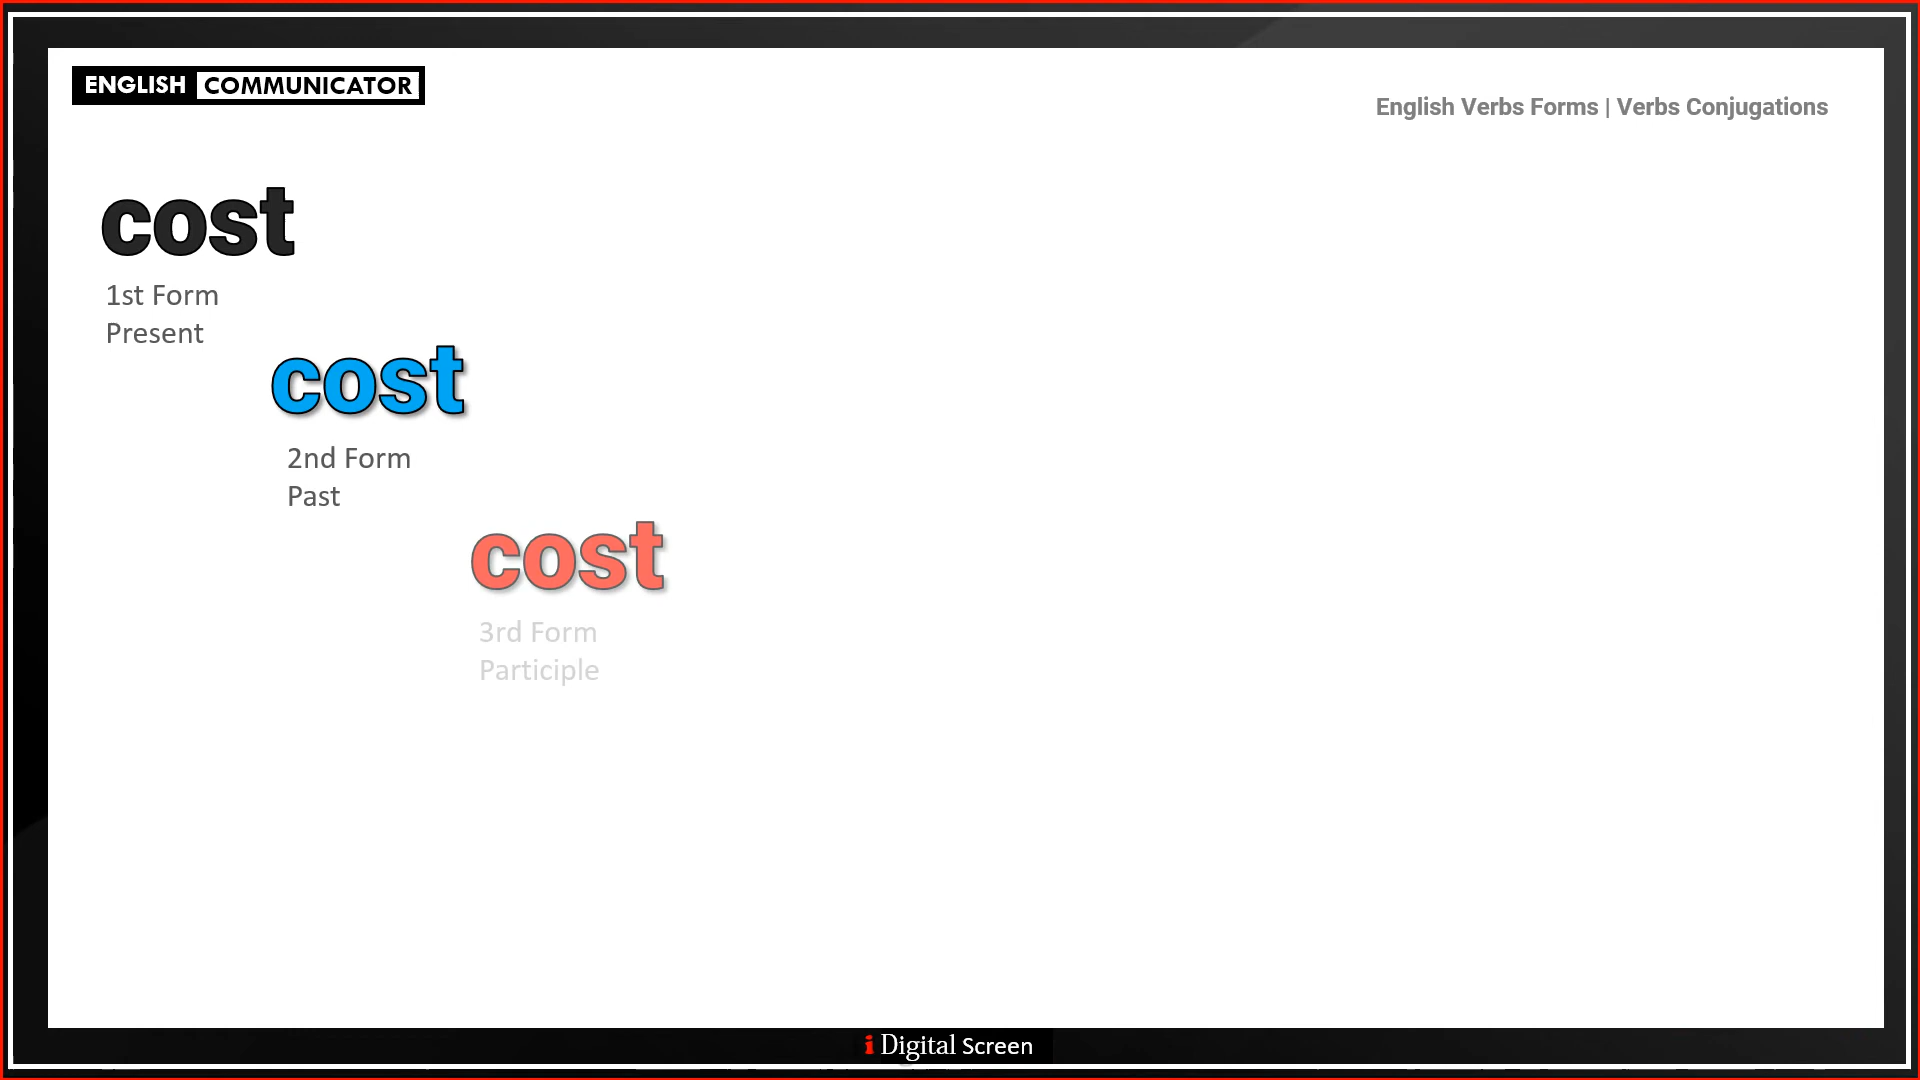 ENGLISH COMMUNICATOR
English Verbs Forms | Verbs Conjugations
cost
1st Form
Present
cost
2nd Form
Past
cost
3rd Form
Participle
i Digital Screen